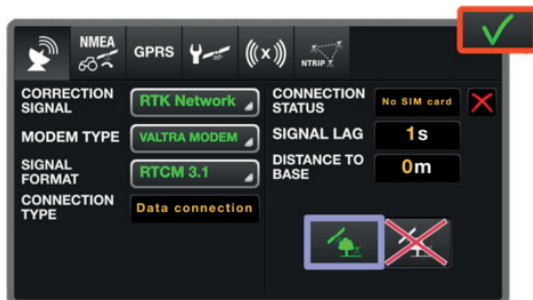 NMEA
GPRS
((x))
NTRIP
CORRECTION
SIGNAL
RTK Network
MODEM TYPE
VALTRA MODEM
SIGNAL
FORMAT
RTCM 3.1
CONNECTION
TYPE
Data connection
CONNECTION
STATUS
No SIM card
SIGNAL LAG
1s
DISTANCE TO
BASE
0m